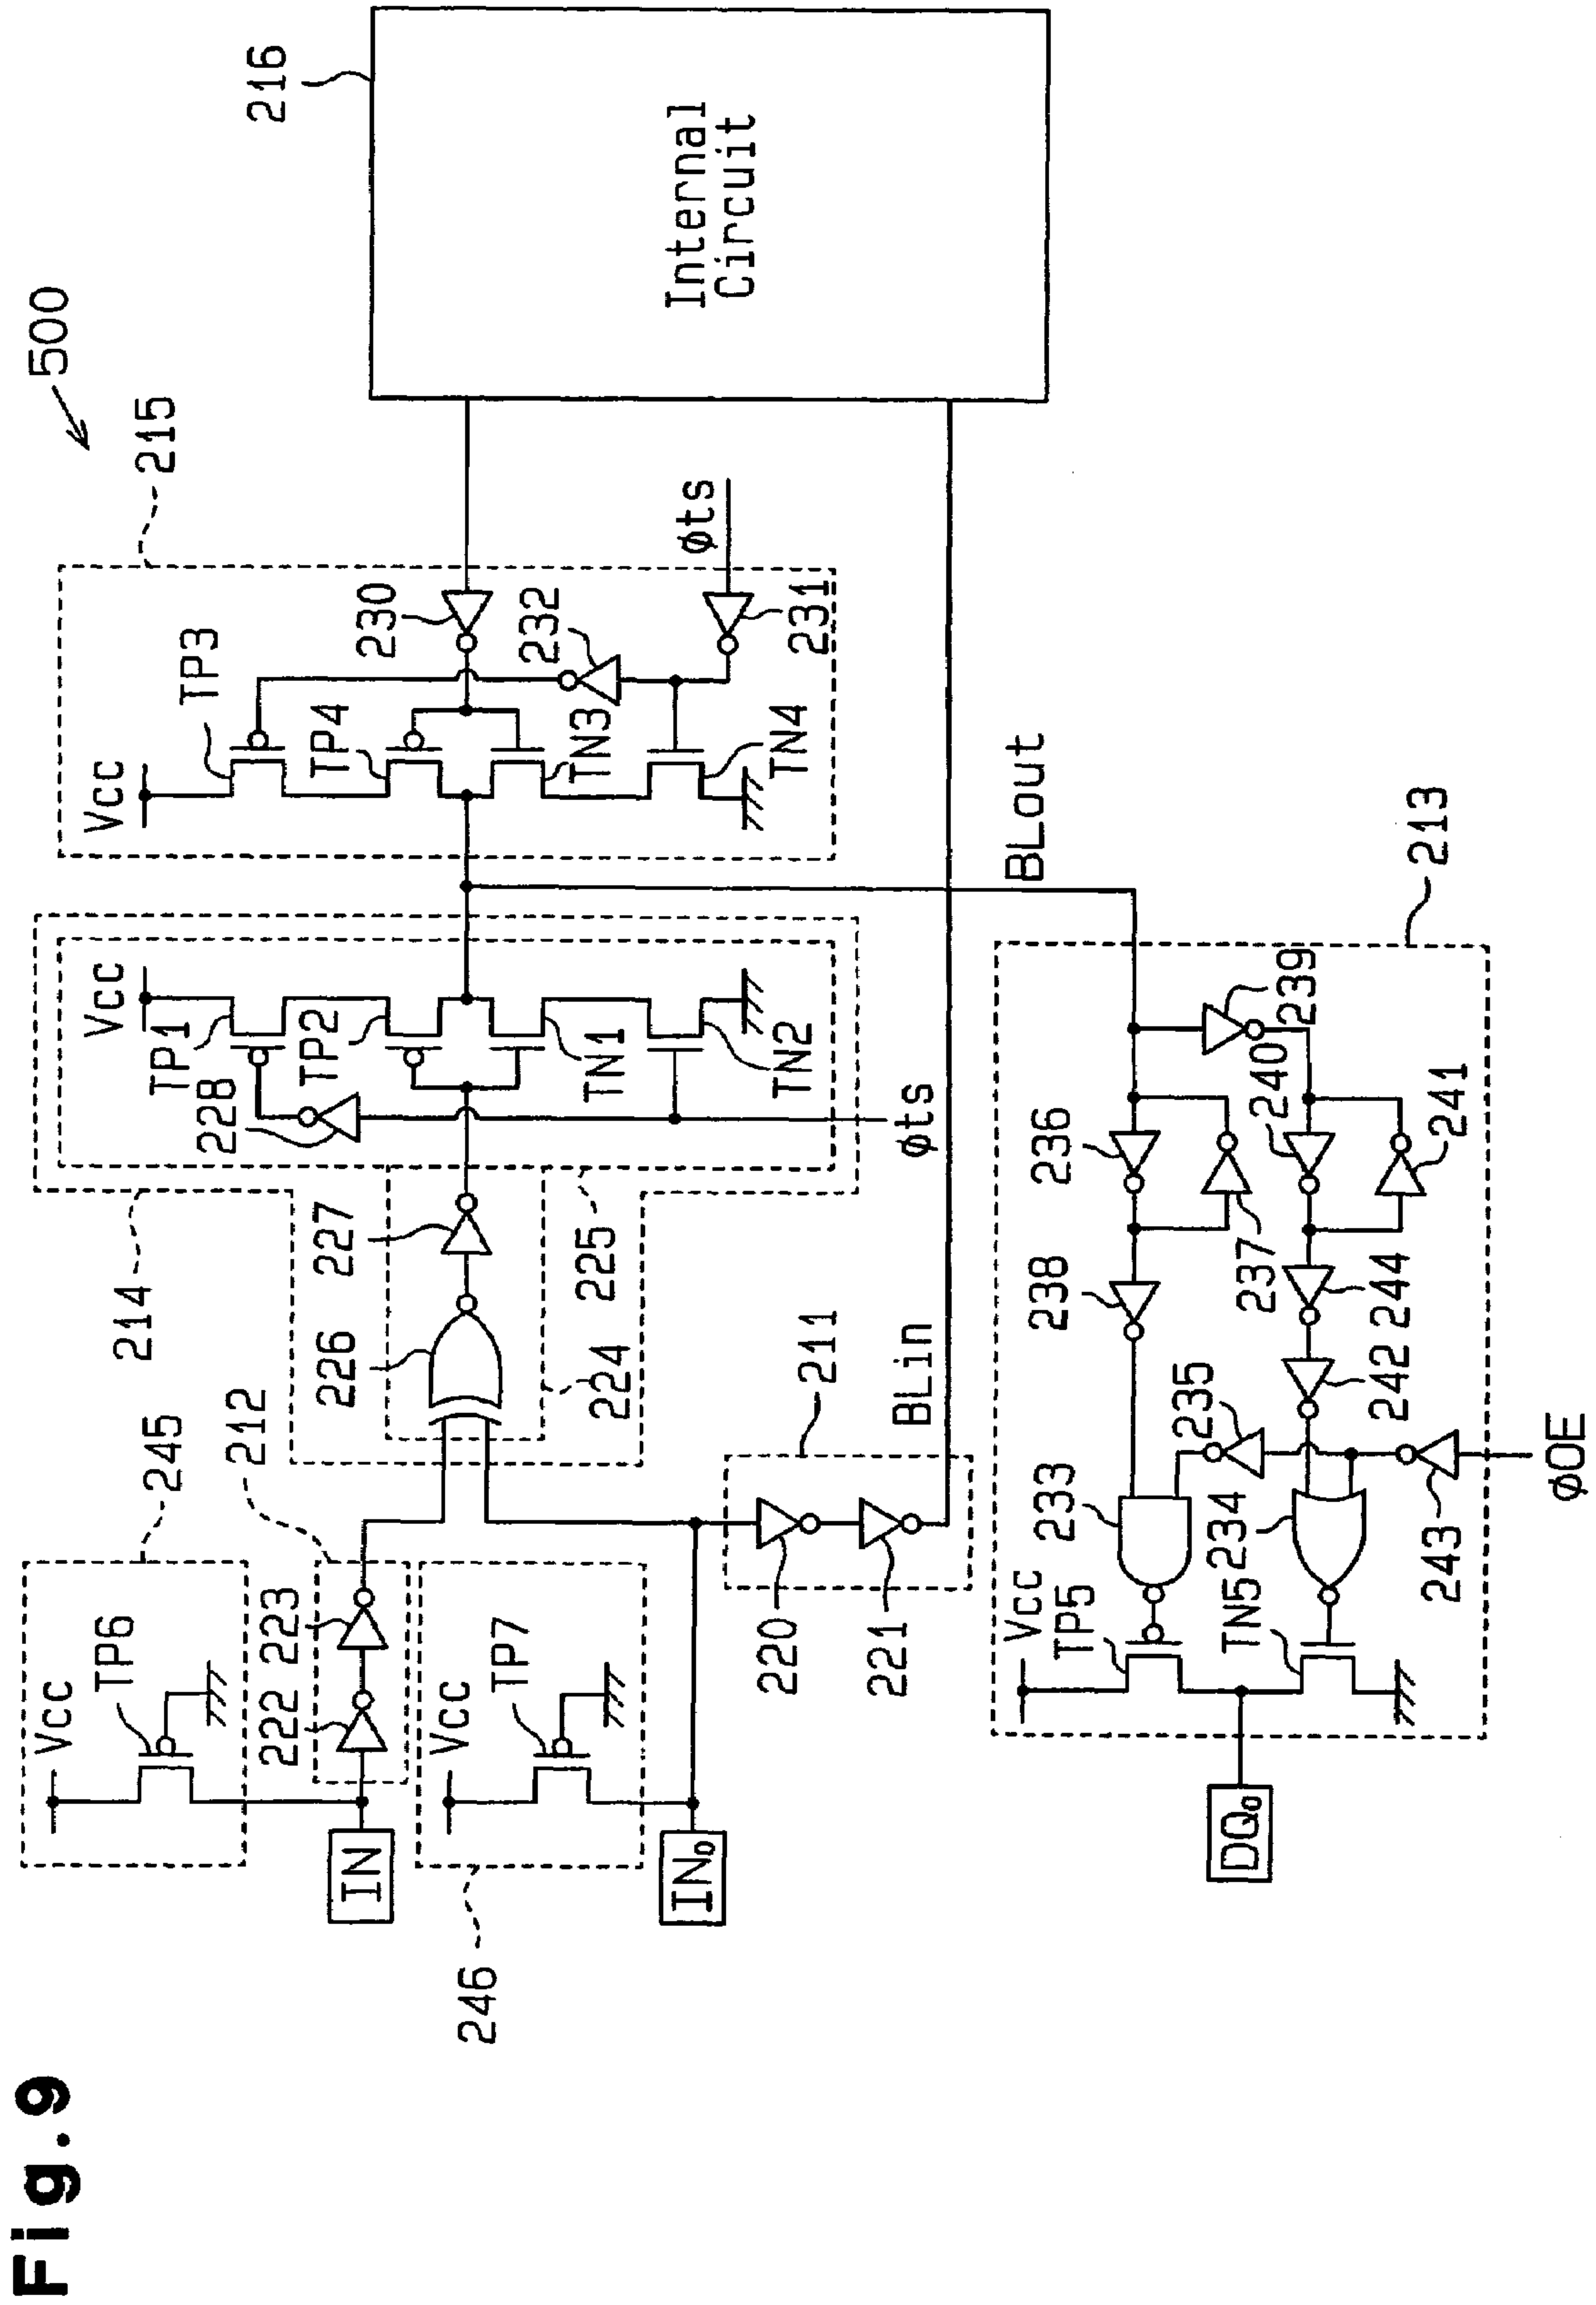 Fig.9
500
245
Vcc
TP6
212
222
223
IN
246
Vcc
TP7
IN0
214
226
227
224
225
228
Vcc
TP1
TP2
TN1
TN2
φts
215
Vcc
TP3
TP4
TN3
TN4
230
232
231
φts
216
Internal
Circuit
211
220
221
BLin
BLout
213
239
236
237
238
240
241
244
242
235
233
234
243
φOE
Vcc
TP5
TN5
DQ0